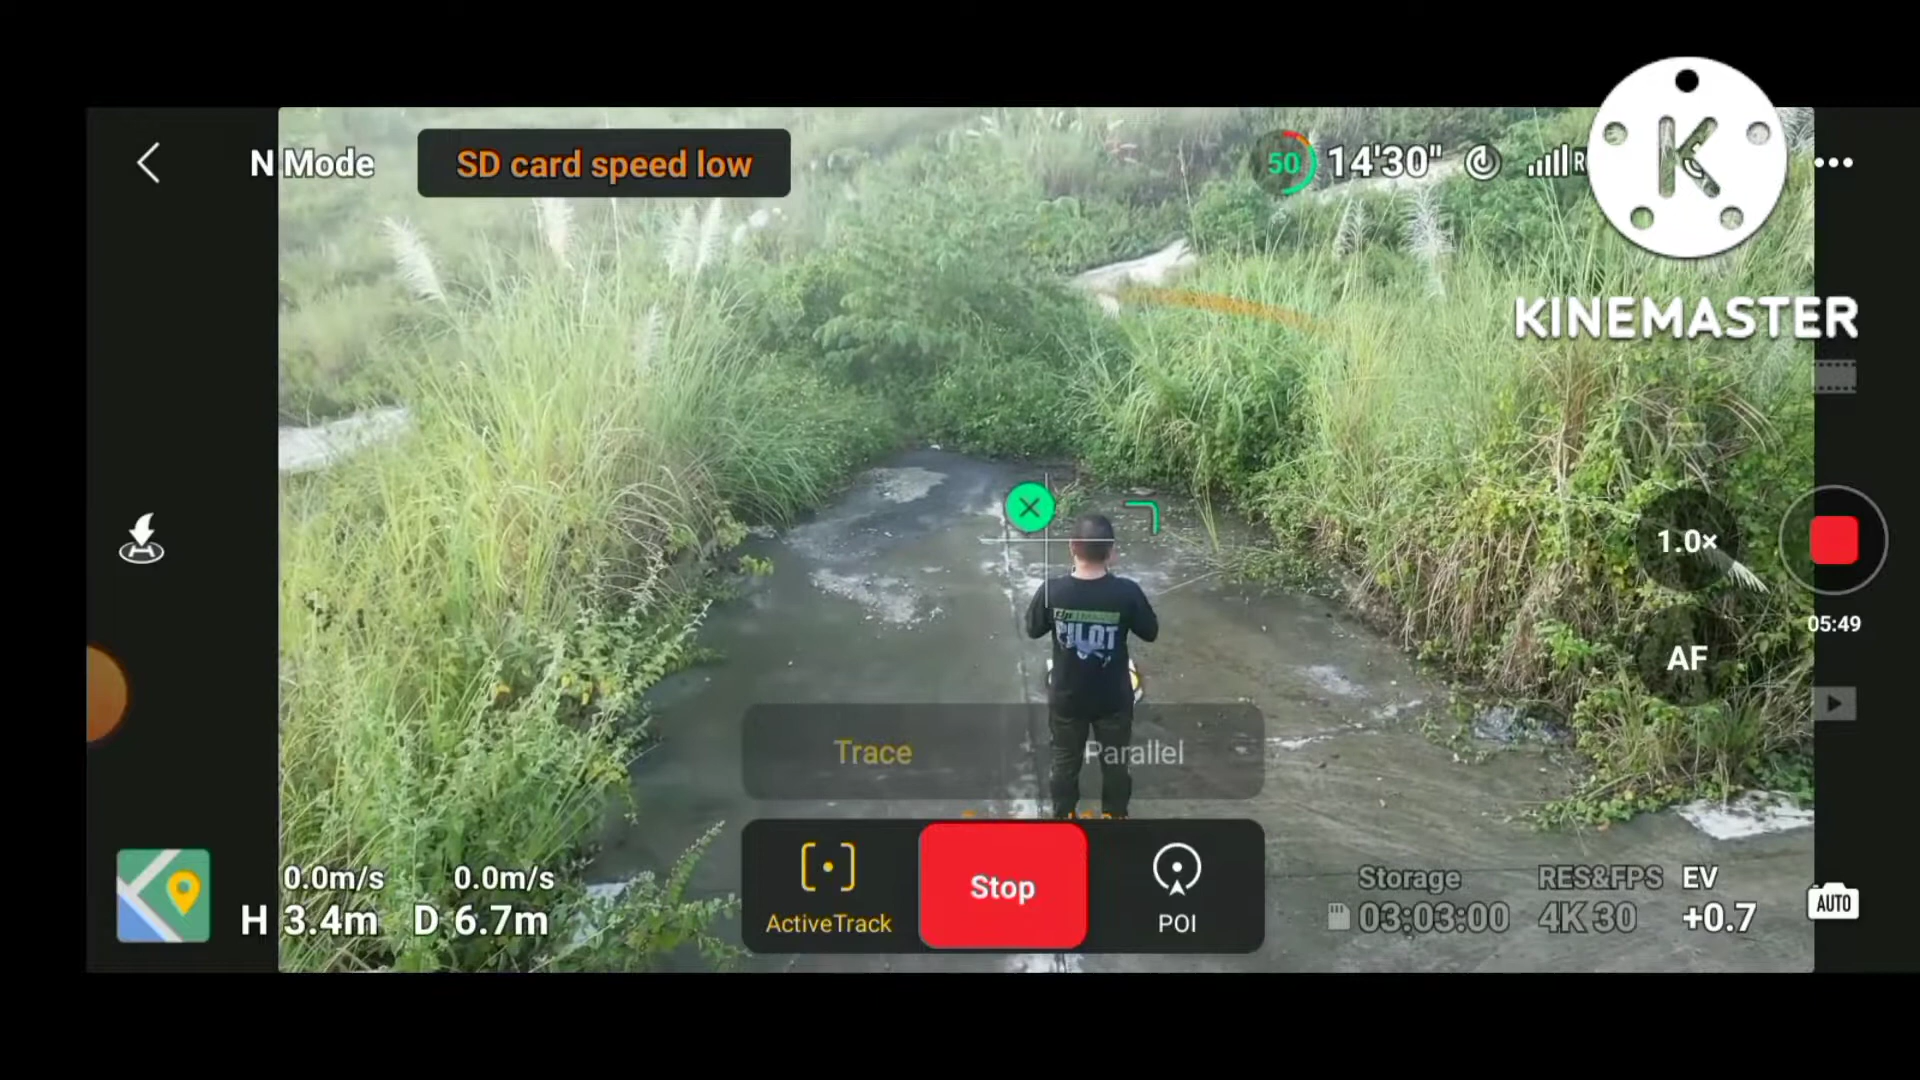 N Mode
SD card speed low
50
14'30"
R
K
KINEMASTER
1.0×
05:49
AF
PILOT
Trace
Parallel
0.0m/s
0.0m/s
H 3.4m
D 6.7m
ActiveTrack
Stop
POI
Storage
03:03:00
RES&FPS
4K 30
EV
+0.7
AUTO